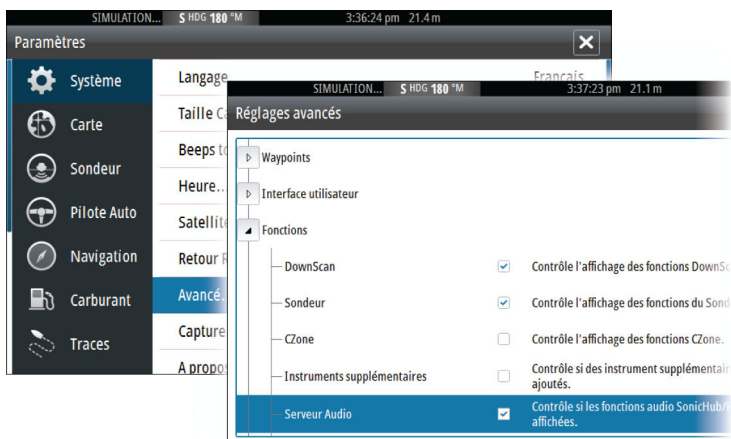 SIMULATION... S HDG 180 °M 3:36:24 pm 21.4 m
Paramètres
Système
Carte
Sondeur
Pilote Auto
Navigation
Carburant
Traces
Langage Français
Taille
Beeps
Heure...
Retour
Avancé
Capture
A propos
SIMULATION... S HDG 180 °M 3:37:23 pm 21.1 m
Réglages avancés
Waypoints
Interface utilisateur
Fonctions
DownScan Contrôle l'affichage des fonctions
Sondeur Contrôle l'affichage des fonctions du
CZone Contrôle l'affichage des fonctions CZone.
Instruments supplémentaires Contrôle si des instrument
ajoutés.
Serveur Audio Contrôle si les fonctions audio SonicHub/
affichées.